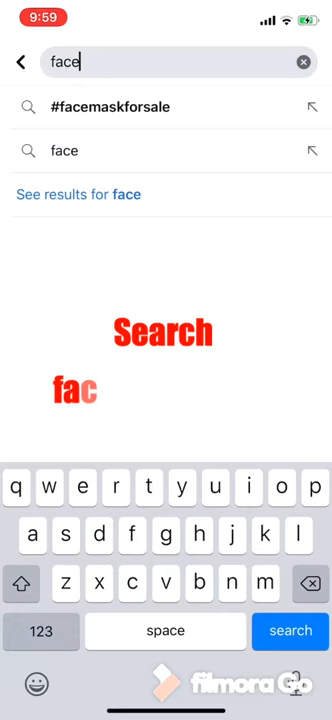 9:59
face
#facemaskforsale
face
See results for face
Search
fac
q w e r t y u i o p
a s d f g h j k l
z x c v b n m
123 space search
filmora Go